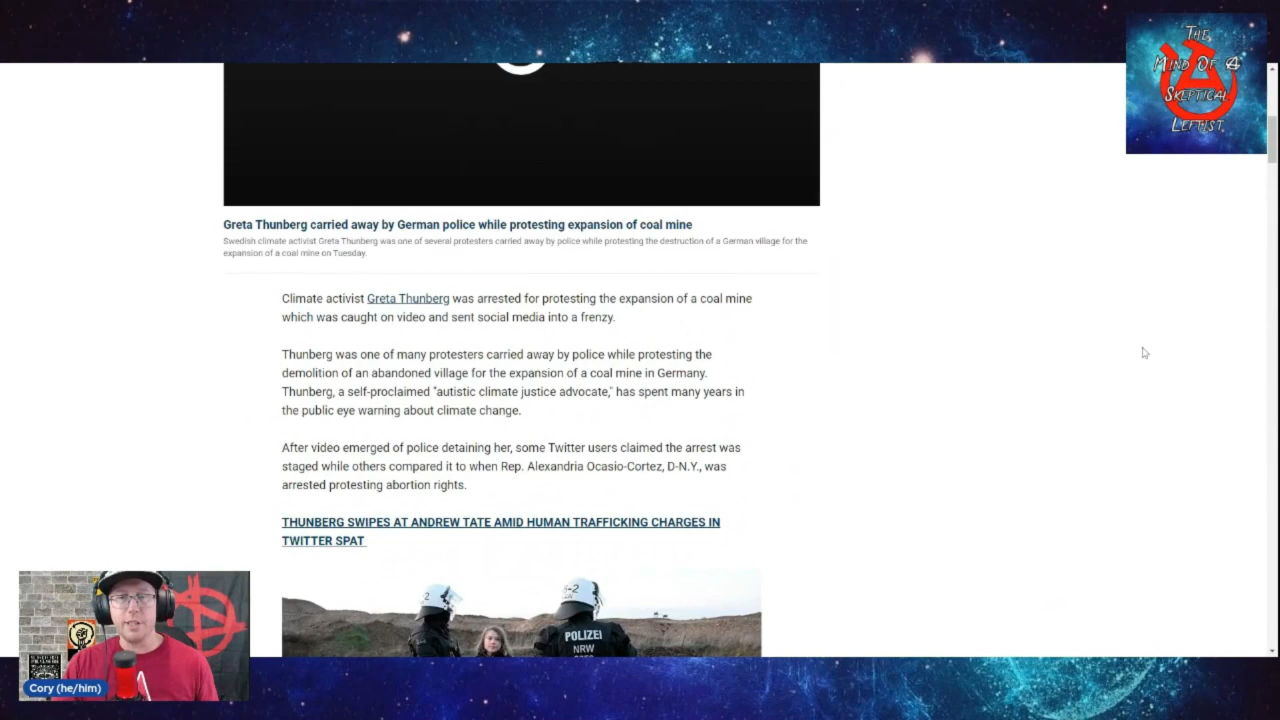 The
Mind Of A
Skeptical
Leftist
Greta Thunberg carried away by German police while protesting expansion of coal mine
Swedish climate activist Greta Thunberg was one of several protesters carried away by police while protesting the destruction of a German village for the
expansion of a coal mine on Tuesday.
Climate activist Greta Thunberg was arrested for protesting the expansion of a coal mine
which was caught on video and sent social media into a frenzy.
Thunberg was one of many protesters carried away by police while protesting the
demolition of an abandoned village for the expansion of a coal mine in Germany.
Thunberg, a self-proclaimed "autistic climate justice advocate," has spent many years in
the public eye warning about climate change.
After video emerged of police detaining her, some Twitter users claimed the arrest was
staged while others compared it to when Rep. Alexandria Ocasio-Cortez, D-N.Y., was
arrested protesting abortion rights.
THUNBERG SWIPES AT ANDREW TATE AMID HUMAN TRAFFICKING CHARGES IN
TWITTER SPAT
POLIZEI
NRW
Cory (he/him)